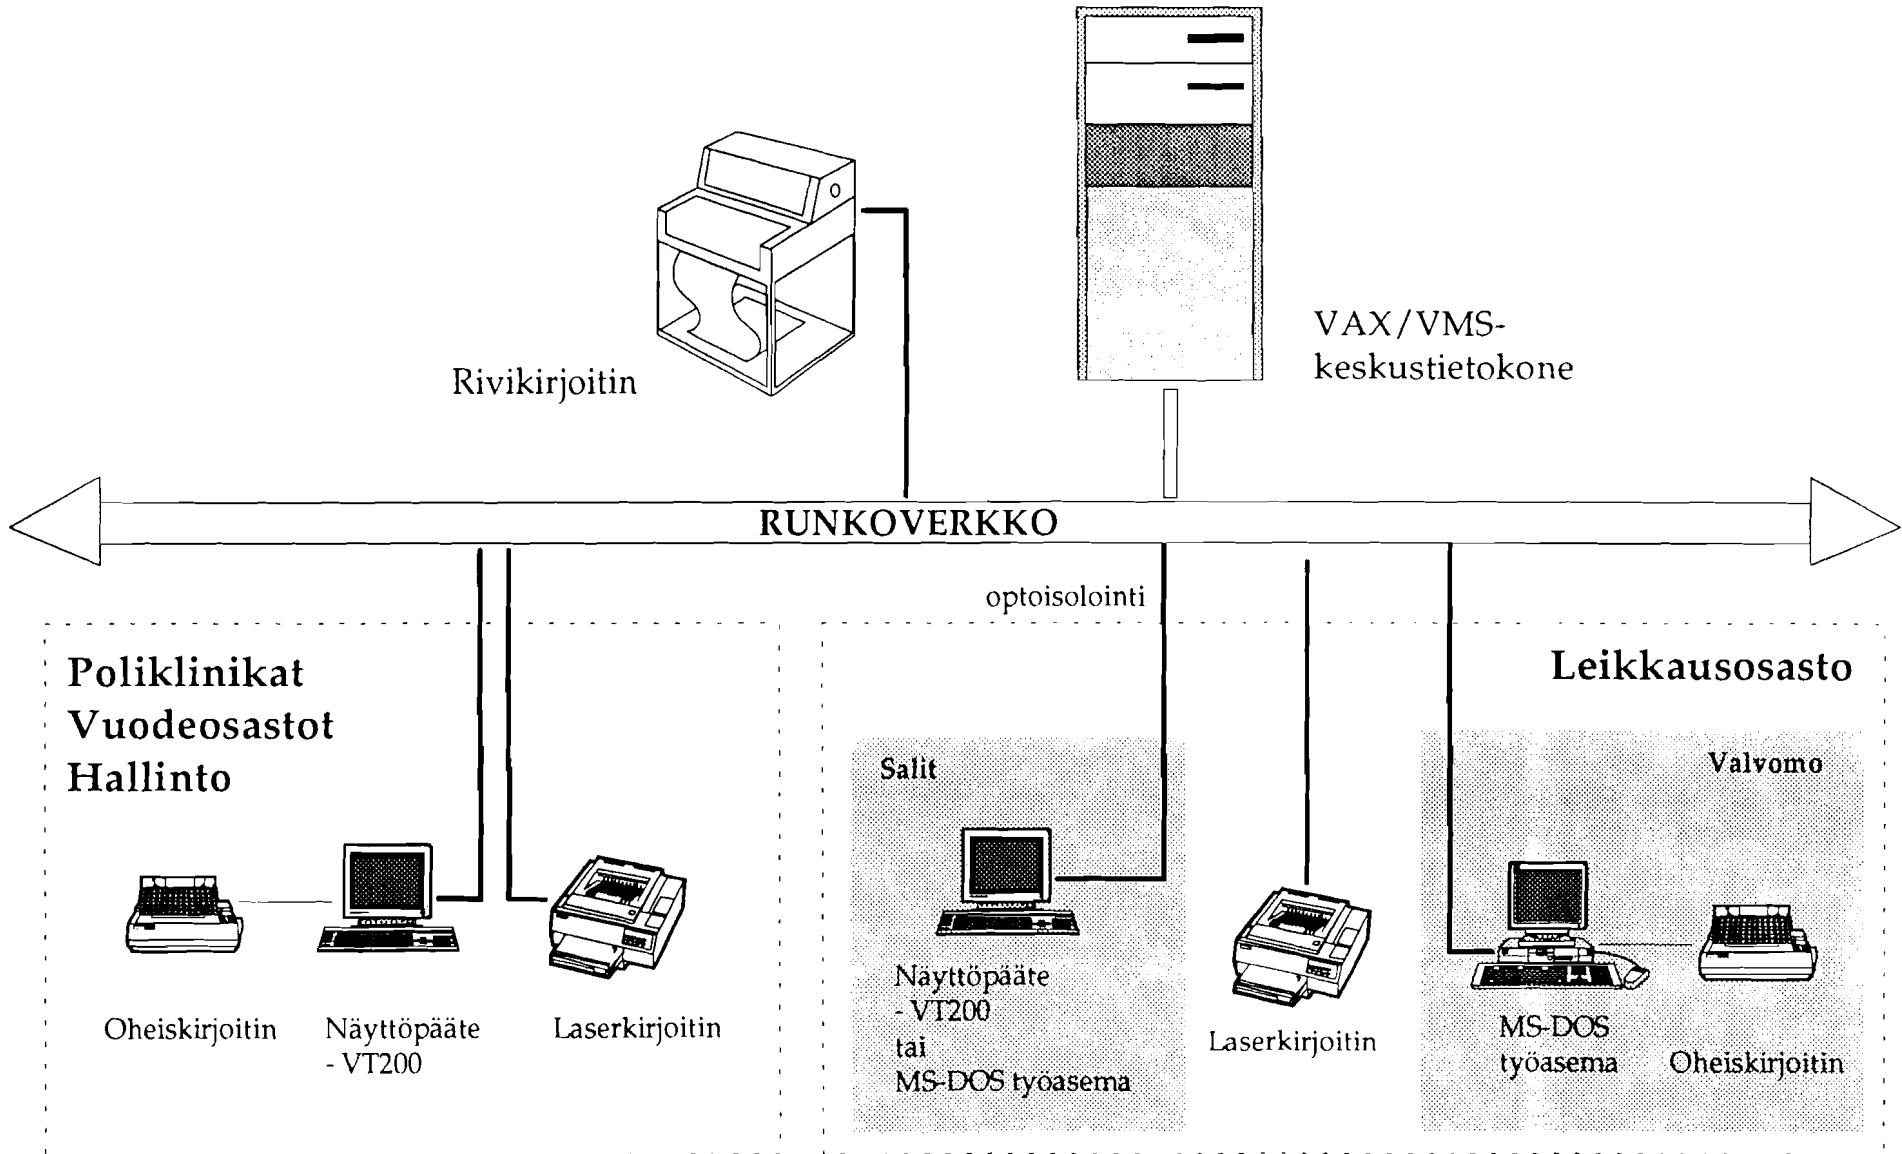 VAX/VMS-
keskustietokone
Rivikirjoitin
RUNKOVERKKO
optoisolointi
Poliklinikat
Vuodeosastot
Hallinto
Oheiskirjoitin
Näyttöpääte
- VT200
Laserkirjoitin
Leikkausosasto
Salit
Näyttöpääte
- VT200
tai
MS-DOS työasema
Laserkirjoitin
Valvomo
MS-DOS
työasema
Oheiskirjoitin